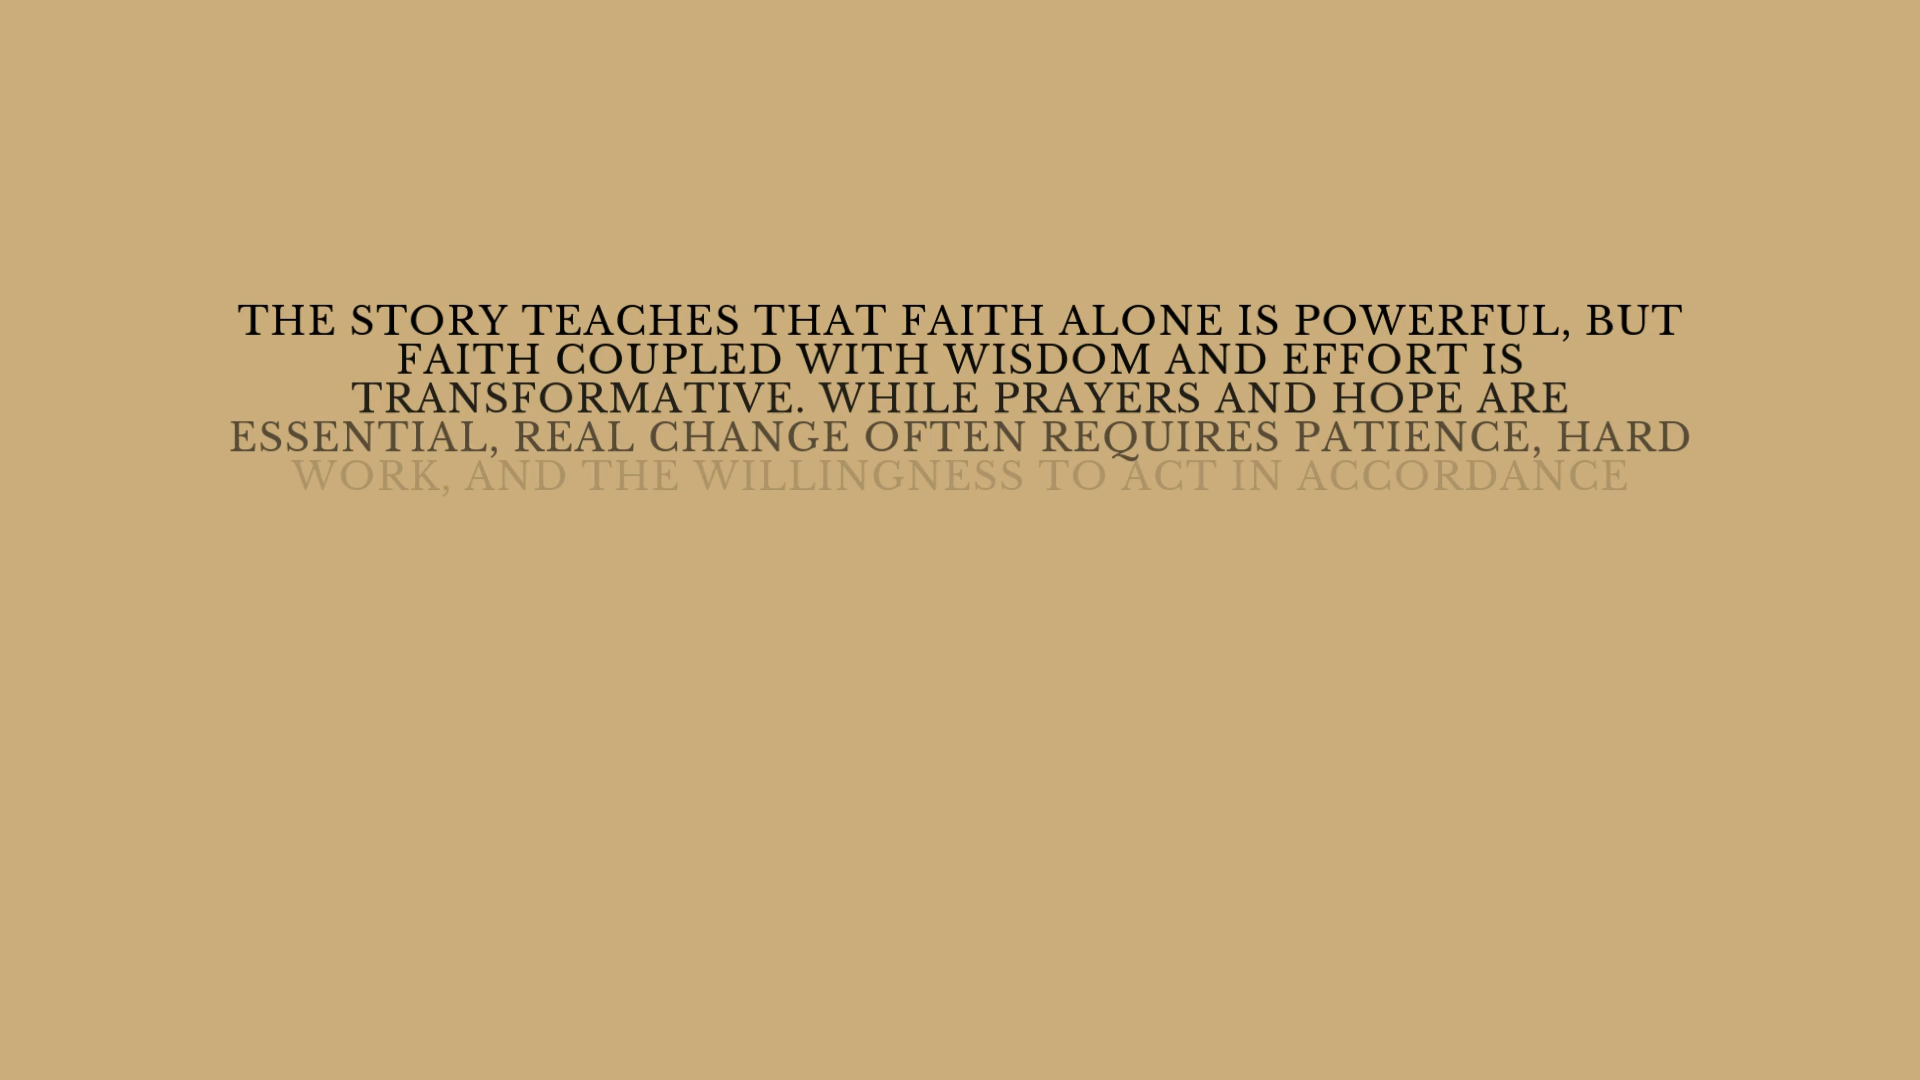 THE STORY TEACHES THAT FAITH ALONE IS POWERFUL, BUT
FAITH COUPLED WITH WISDOM AND EFFORT IS
TRANSFORMATIVE. WHILE PRAYERS AND HOPE ARE
ESSENTIAL, REAL CHANGE OFTEN REQUIRES PATIENCE, HARD
WORK, AND THE WILLINGNESS TO ACT IN ACCORDANCE